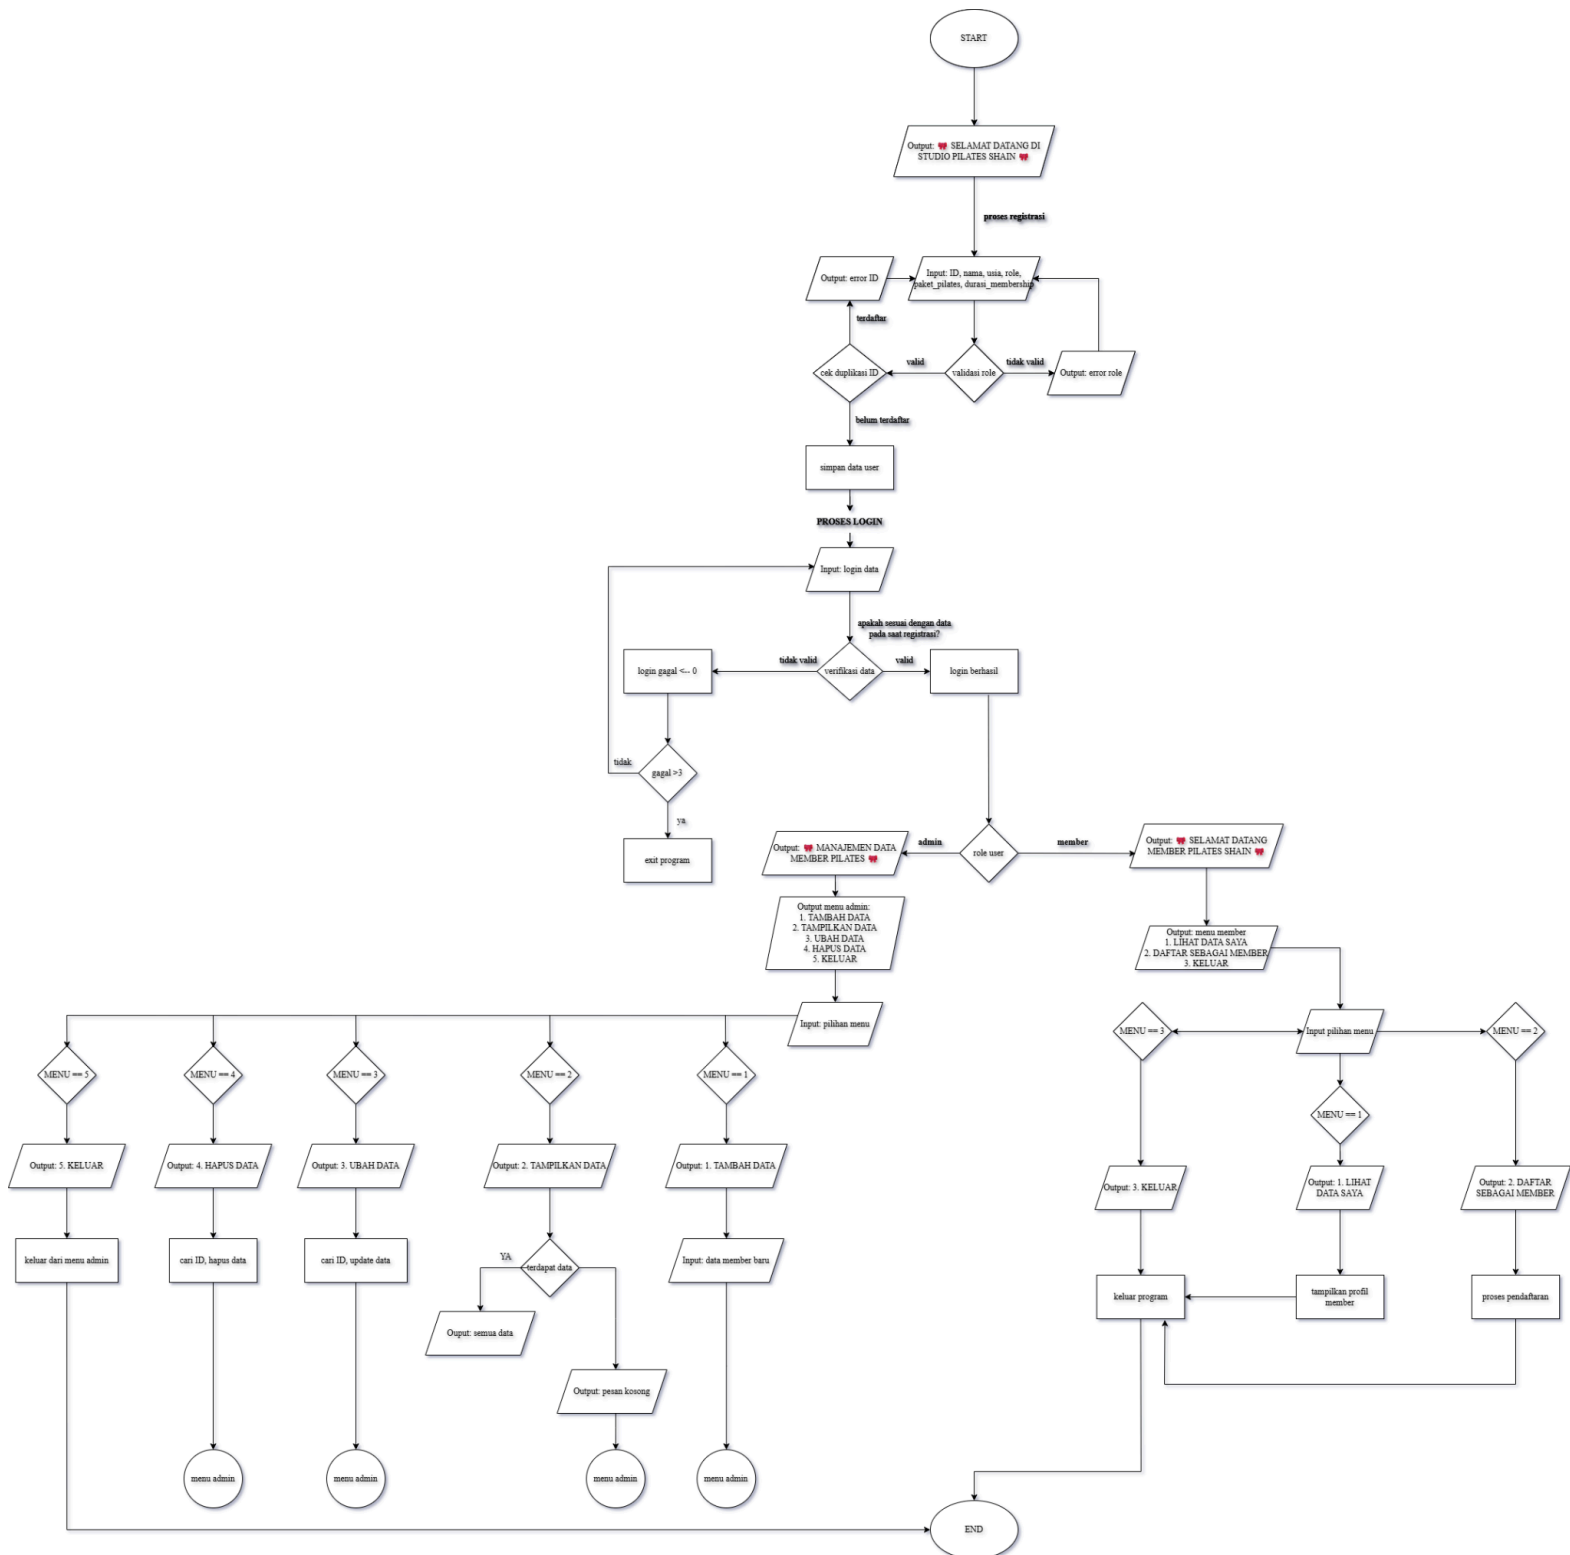 START
Output: 🎀 SELAMAT DATANG DI
STUDIO PILATES SHAIN 🎀
proses registrasi
Output: error ID
Input: ID, nama, usia, role,
paket_pilates, durasi_membership
terdaftar
cek duplikasi ID
valid
validasi role
tidak valid
Output: error role
belum terdaftar
simpan data user
PROSES LOGIN
Input: login data
apakah sesuai dengan data
pada saat registrasi?
login gagal <-- 0
tidak valid
verifikasi data
valid
login berhasil
tidak
gagal >3
ya
exit program
Output: 🎀 MANAJEMEN DATA
MEMBER PILATES 🎀
admin
role user
member
Output: 🎀 SELAMAT DATANG
MEMBER PILATES SHAIN 🎀
Output menu admin:
1. TAMBAH DATA
2. TAMPILKAN DATA
3. UBAH DATA
4. HAPUS DATA
5. KELUAR
Output: menu member
1. LIHAT DATA SAYA
2. DAFTAR SEBAGAI MEMBER
3. KELUAR
Input: pilihan menu
MENU == 3
Input pilihan menu
MENU == 2
MENU == 5
MENU == 4
MENU == 3
MENU == 2
MENU == 1
MENU == 1
Output: 5. KELUAR
Output: 4. HAPUS DATA
Output: 3. UBAH DATA
Output: 2. TAMPILKAN DATA
Output: 1. TAMBAH DATA
Output: 3. KELUAR
Output: 1. LIHAT
DATA SAYA
Output: 2. DAFTAR
SEBAGAI MEMBER
keluar dari menu admin
cari ID, hapus data
cari ID, update data
YA
terdapat data
Input: data member baru
keluar program
tampilkan profil
member
proses pendaftaran
Ouput: semua data
Output: pesan kosong
menu admin
menu admin
menu admin
menu admin
END